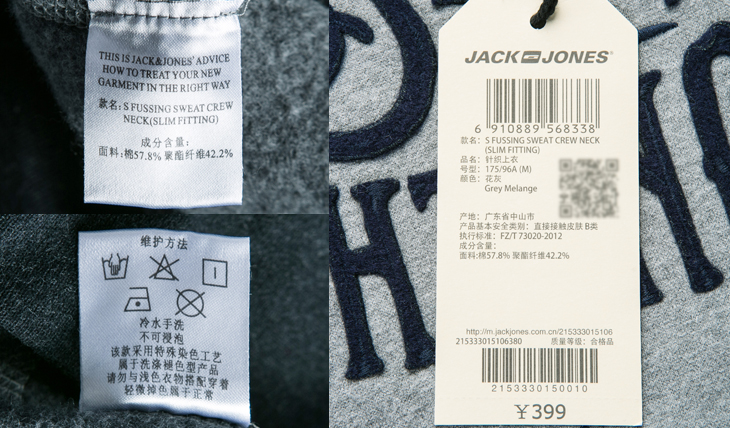 THIS IS JACK&JONES' ADVICE
HOW TO TREAT YOUR NEW
GARMENT IN THE RIGHT WAY
款名: S FUSSING SWEAT CREW
NECK(SLIM FITTING)
成分含量:
面料:棉57.8% 聚酯纤维42.2%
维护方法
冷水手洗
不可浸泡
该款采用特殊染色工艺
属于洗涤褪色型产品
请勿与浅色衣物搭配穿着
轻微掉色属于正常
JACK JONES
6 910889 568338
款名: S FUSSING SWEAT CREW NECK
(SLIM FITTING)
品名: 针织上衣
号型: 175/96A (M)
颜色: 花灰
Grey Melange
产地: 广东省中山市
产品基本安全类别: 直接接触皮肤 B类
执行标准: FZ/T 73020-2012
成分含量:
面料:棉57.8% 聚酯纤维42.2%
http://m.jackjones.com.cn/215333015106
215333015106380 质量等级: 合格品
2153330150010
¥399